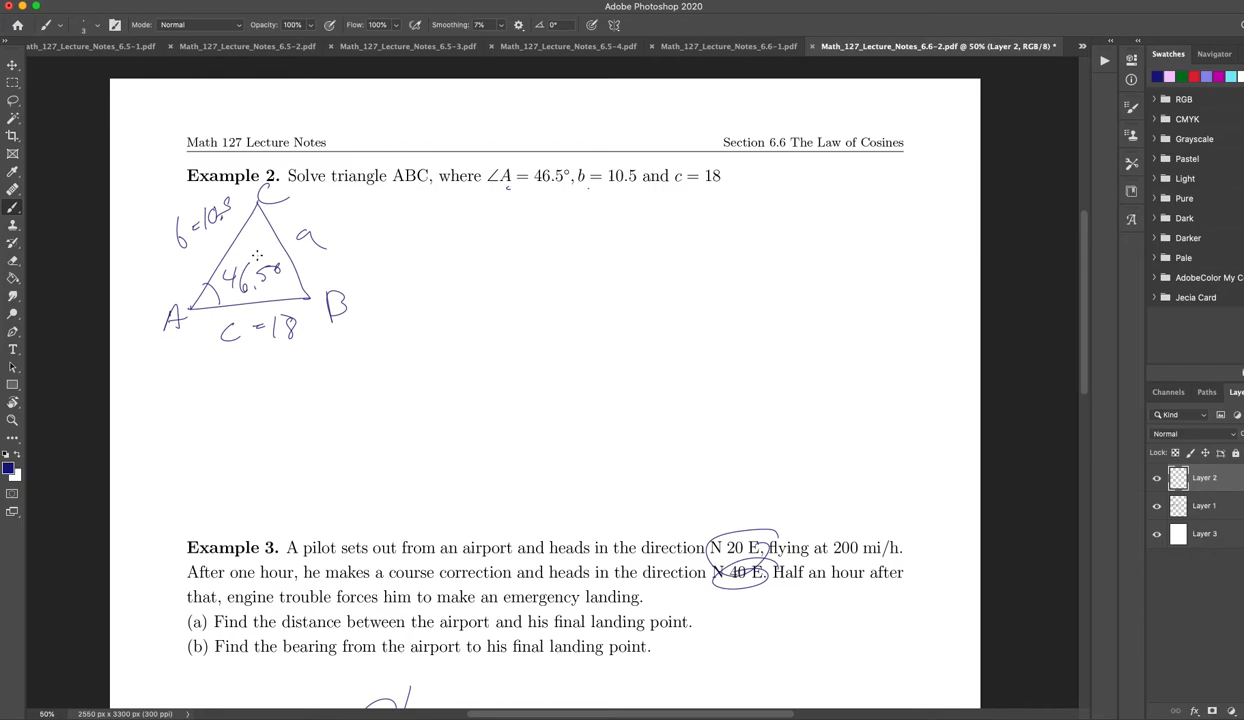 Adobe Photoshop 2020
Mode: Normal Opacity: 100% Flow: 100% Smoothing: 7% 0°
Math_127_Lecture_Notes_6.5-1.pdf × Math_127_Lecture_Notes_6.5-2.pdf × Math_127_Lecture_Notes_6.5-3.pdf × Math_127_Lecture_Notes_6.5-4.pdf × Math_127_Lecture_Notes_6.6-1.pdf × Math_127_Lecture_Notes_6.6-2.pdf @ 50% (Layer 2, RGB/8) *
Math 127 Lecture Notes Section 6.6 The Law of Cosines
Example 2. Solve triangle ABC, where ∠A = 46.5°, b = 10.5 and c = 18
C
b=10.5
a
46.5°
A
B
c = 18
Example 3. A pilot sets out from an airport and heads in the direction N 20 E, flying at 200 mi/h.
After one hour, he makes a course correction and heads in the direction N 40 E. Half an hour after
that, engine trouble forces him to make an emergency landing.
(a) Find the distance between the airport and his final landing point.
(b) Find the bearing from the airport to his final landing point.
50% 2550 px x 3300 px (300 ppi)
Swatches Navigator
RGB
CMYK
Grayscale
Pastel
Light
Pure
Dark
Darker
Pale
AdobeColor My C
Jecia Card
Channels Paths Laye
Kind
Normal
Lock:
Layer 2
Layer 1
Layer 3
fx